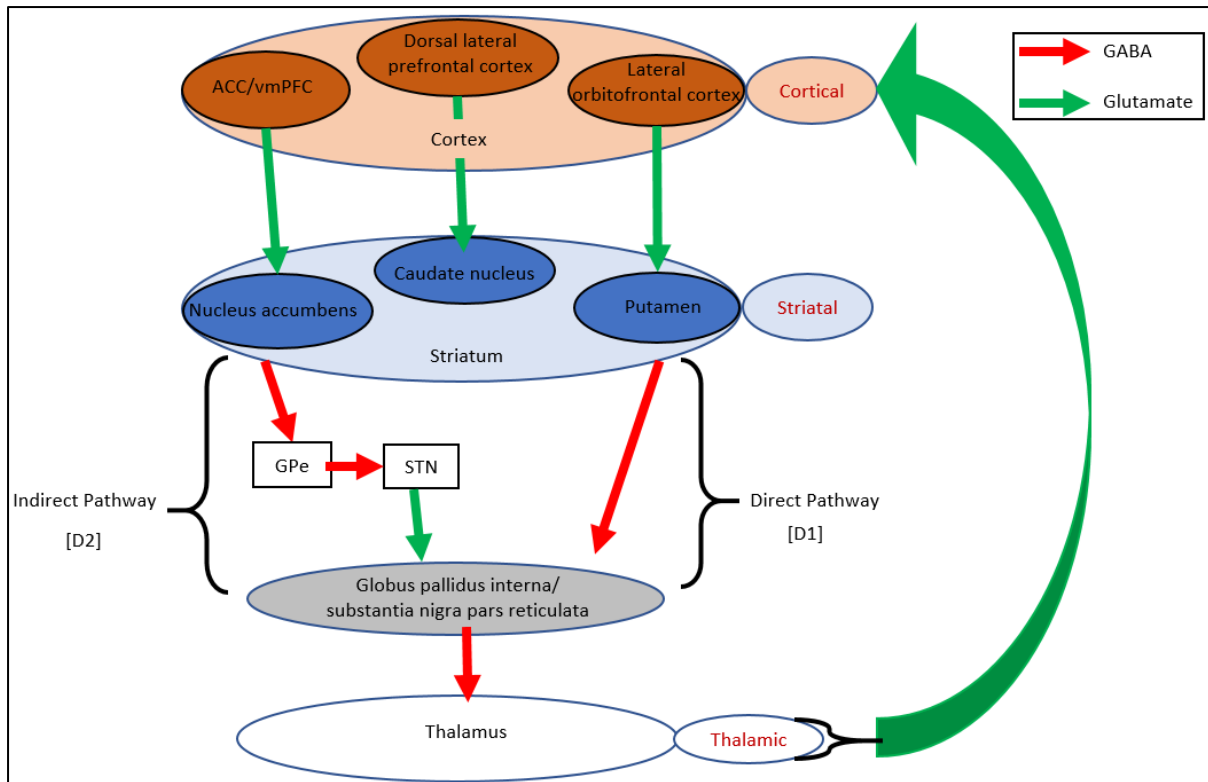 Dorsal lateral
prefrontal cortex
ACC/vmPFC
Lateral
orbitofrontal cortex
Cortical
Cortex
GABA
Glutamate
Caudate nucleus
Nucleus accumbens
Putamen
Striatal
Striatum
GPe
STN
Indirect Pathway
[D2]
Direct Pathway
[D1]
Globus pallidus interna/
substantia nigra pars reticulata
Thalamus
Thalamic